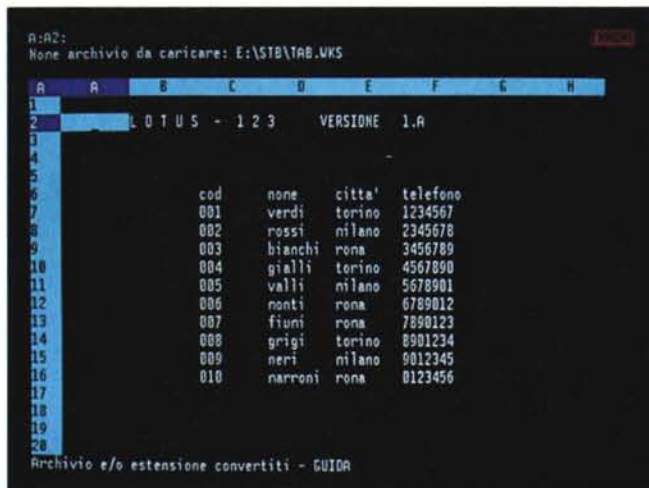 A:A2:
Nome archivio da caricare: E:\STB\TAB.WKS
A A B C D E F G H
1
2 L O T U S - 1 2 3 VERSIONE 1.A
3
4 -
5
6 cod nome citta' telefono
7 001 verdi torino 1234567
8 002 rossi milano 2345678
9 003 bianchi roma 3456789
10 004 gialli torino 4567890
11 005 valli milano 5678901
12 006 monti roma 6789012
13 007 fiumi roma 7890123
14 008 grigi torino 8901234
15 009 neri milano 9012345
16 010 marroni roma 0123456
17
18
19
20
Archivio e/o estensione convertiti - GUIDA